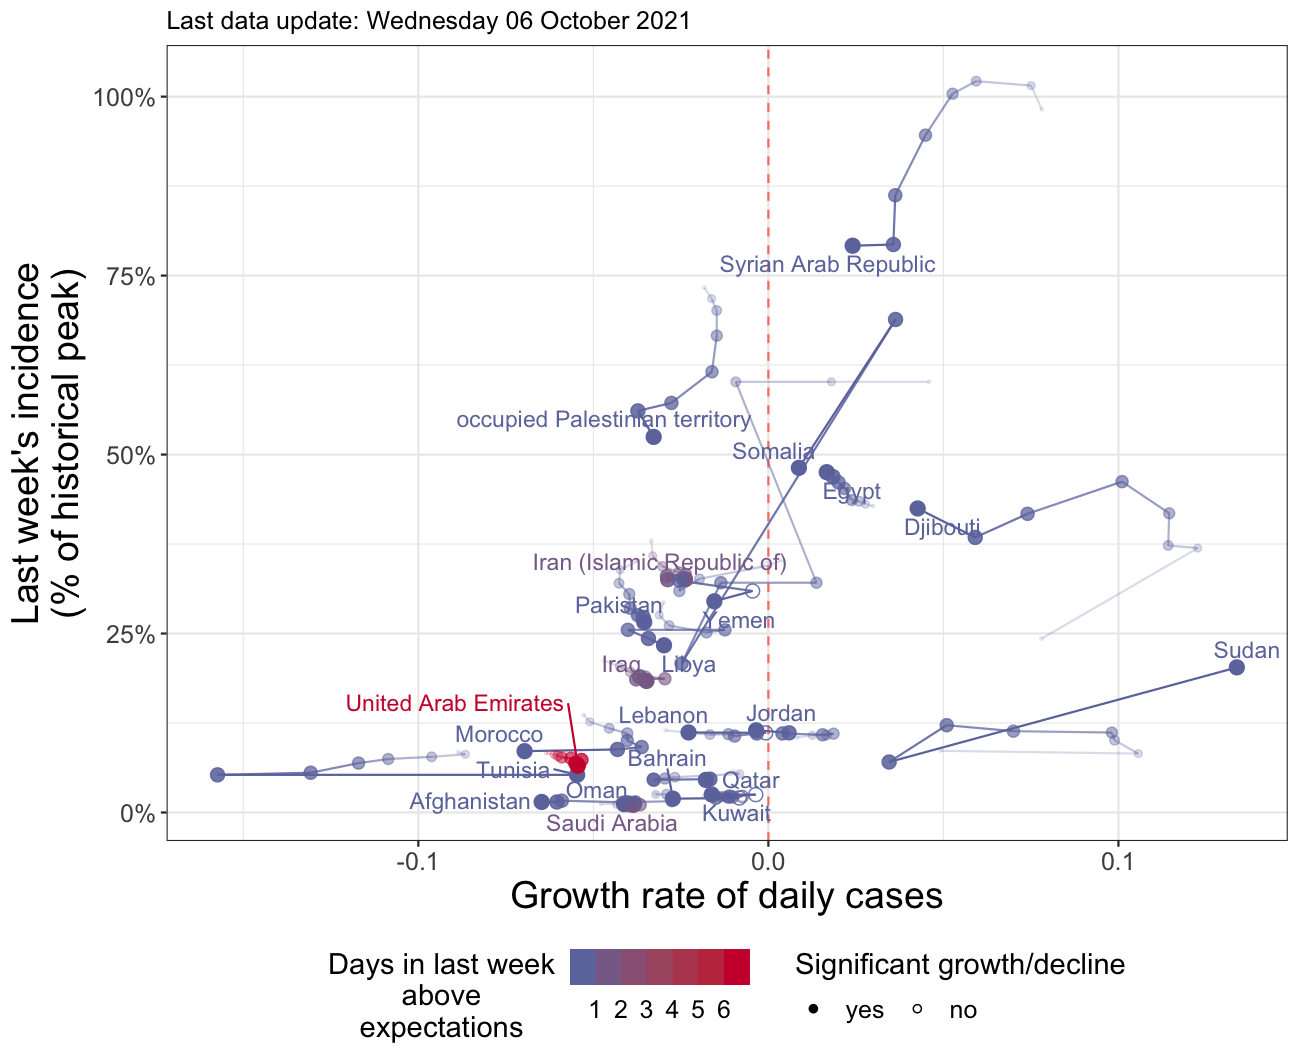 Last data update: Wednesday 06 October 2021
Last week's incidence
(% of historical peak)
100%
75%
50%
25%
0%
Syrian Arab Republic
occupied Palestinian territory
Somalia
Egypt
Djibouti
Iran (Islamic Republic of)
Pakistan
Yemen
Iraq
Libya
Sudan
United Arab Emirates
Lebanon
Jordan
Morocco
Bahrain
Tunisia
Qatar
Oman
Afghanistan
Kuwait
Saudi Arabia
-0.1
0.0
0.1
Growth rate of daily cases
Days in last week
above
expectations
1 2 3 4 5 6
Significant growth/decline
yes
no